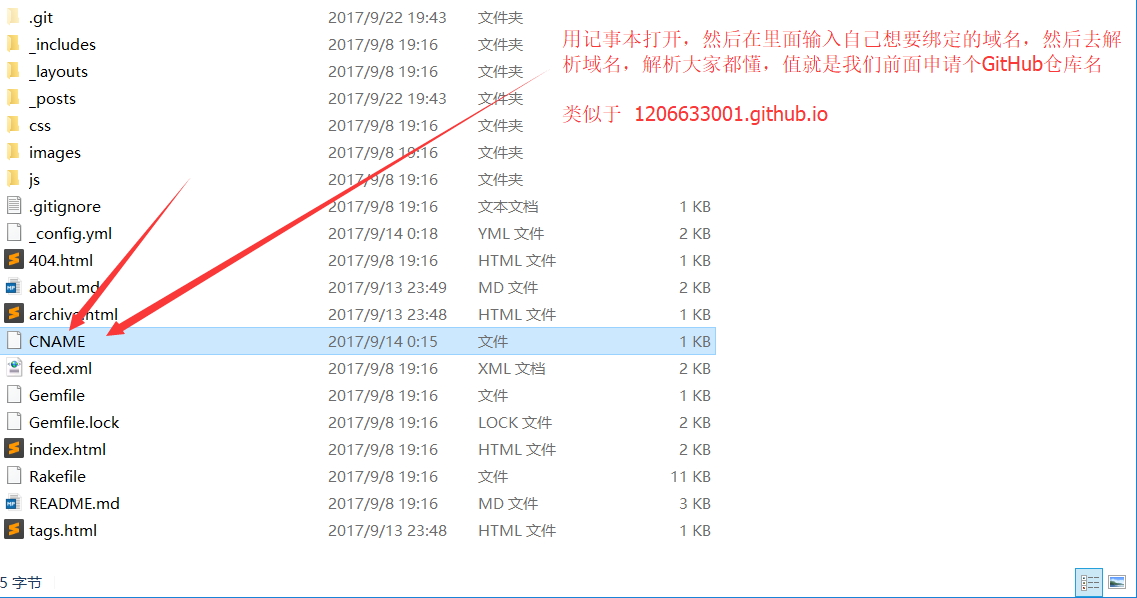 .git 2017/9/22 19:43 文件夹
_includes 2017/9/8 19:16 文件夹
用记事本打开，然后在里面输入自己想要绑定的域名，然后去解
析域名，解析大家都懂，值就是我们前面申请个GitHub仓库名
_layouts 2017/9/8 19:16 文件夹
_posts 2017/9/22 19:43 文件夹
类似于 1206633001.github.io
css 2017/9/8 19:16 文件夹
images 2017/9/8 19:16 文件夹
js 2017/9/8 19:16 文件夹
.gitignore 2017/9/8 19:16 文本文档 1 KB
_config.yml 2017/9/14 0:18 YML 文件 2 KB
404.html 2017/9/8 19:16 HTML 文件 1 KB
about.md 2017/9/13 23:49 MD 文件 2 KB
archive.html 2017/9/13 23:48 HTML 文件 1 KB
CNAME 2017/9/14 0:15 文件 1 KB
feed.xml 2017/9/8 19:16 XML 文档 2 KB
Gemfile 2017/9/8 19:16 文件 1 KB
Gemfile.lock 2017/9/8 19:16 LOCK 文件 2 KB
index.html 2017/9/8 19:16 HTML 文件 2 KB
Rakefile 2017/9/8 19:16 文件 11 KB
README.md 2017/9/8 19:16 MD 文件 3 KB
tags.html 2017/9/13 23:48 HTML 文件 1 KB
5 字节